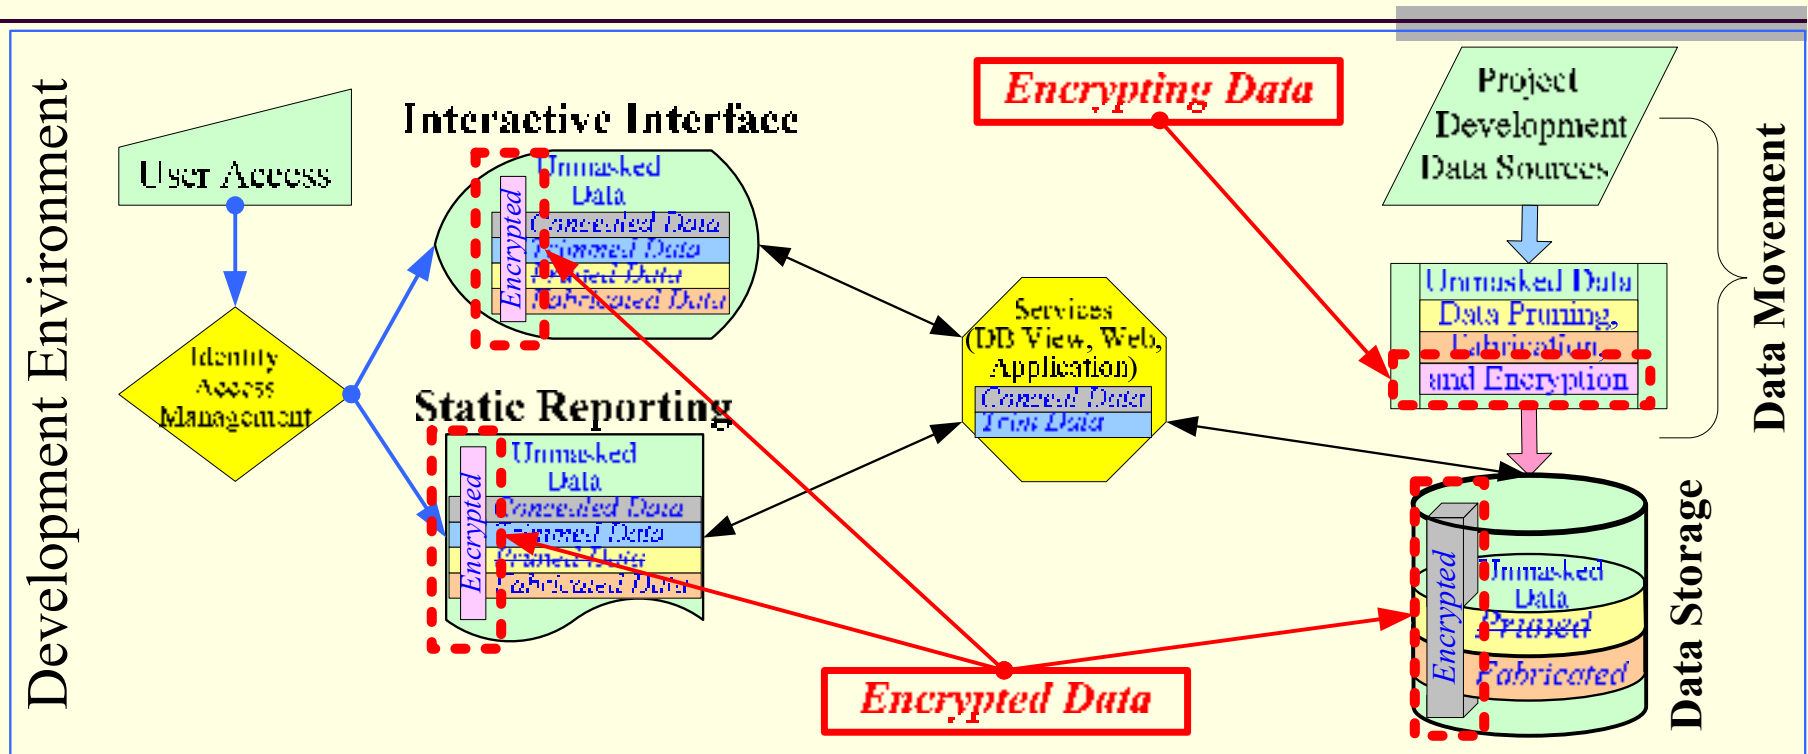 Development Environment
User Access
Identity
Access
Management
Interactive Interface
Unmasked
Data
Concealed Data
Trimmed Data
Pruned Data
Fabricated Data
Encrypted
Static Reporting
Unmasked
Data
Concealed Data
Trimmed Data
Pruned Data
Fabricated Data
Encrypted
Services
(DB View, Web,
Application)
Conceal Data
Trim Data
Encrypting Data
Encrypted Data
Project
Development
Data Sources
Unmasked Data
Data Pruning,
Fabrication,
and Encryption
Data Movement
Encrypted
Unmasked
Data
Pruned
Fabricated
Data Storage